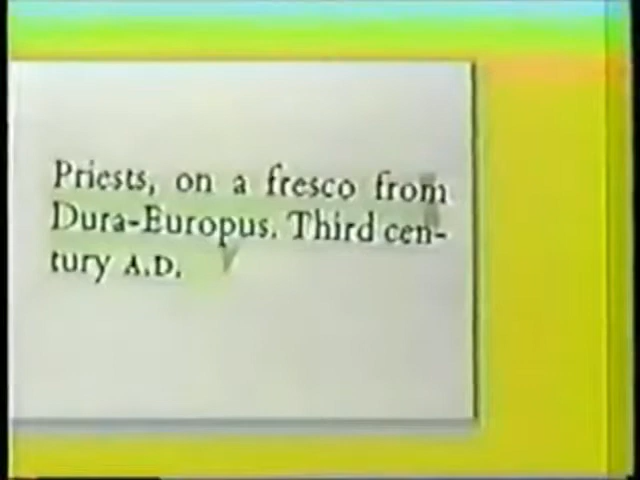 Priests, on a fresco from
Dura-Europus. Third cen-
tury A.D.